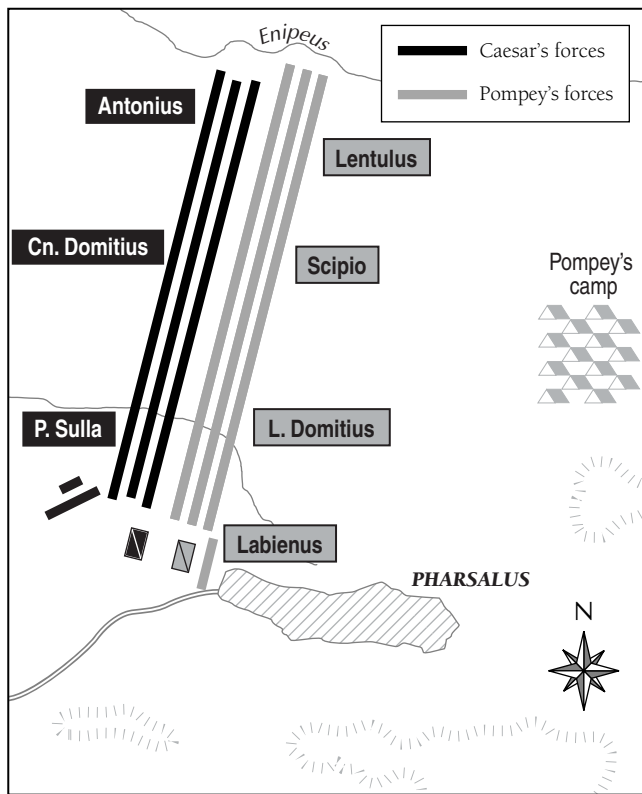 Enipeus
Caesar's forces
Pompey's forces
Antonius
Lentulus
Cn. Domitius
Scipio
Pompey's
camp
P. Sulla
L. Domitius
Labienus
PHARSALUS
N